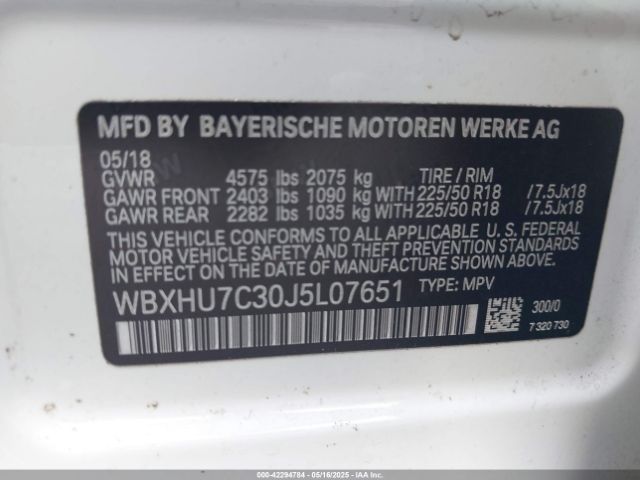 MFD BY BAYERISCHE MOTOREN WERKE AG
05/18
GVWR 4575 lbs 2075 kg TIRE / RIM
GAWR FRONT 2403 lbs 1090 kg WITH 225/50 R18 / 7.5Jx18
GAWR REAR 2282 lbs 1035 kg WITH 225/50 R18 / 7.5Jx18
THIS VEHICLE CONFORMS TO ALL APPLICABLE U. S. FEDERAL
MOTOR VEHICLE SAFETY AND THEFT PREVENTION STANDARDS
IN EFFECT ON THE DATE OF MANUFACTURE SHOWN ABOVE.
WBXHU7C30J5L07651 TYPE: MPV
300/0
7 320 730
000-42294784 - 05/16/2025 - IAA Inc.